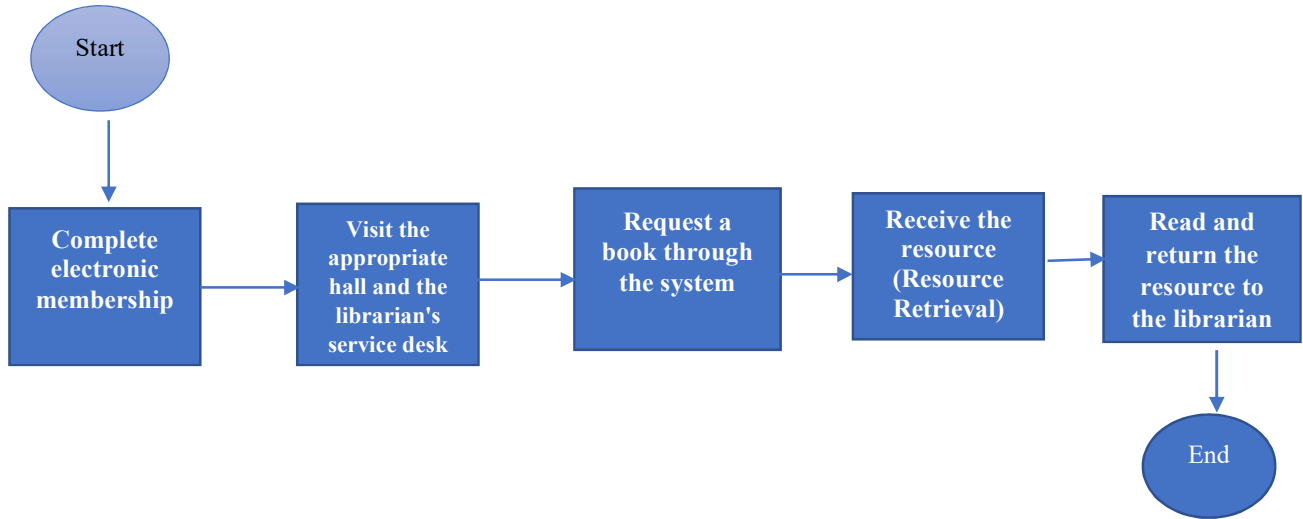 Start
Complete
electronic
membership
Visit the
appropriate
hall and the
librarian's
service desk
Request a
book through
the system
Receive the
resource
(Resource
Retrieval)
Read and
return the
resource to
the librarian
End